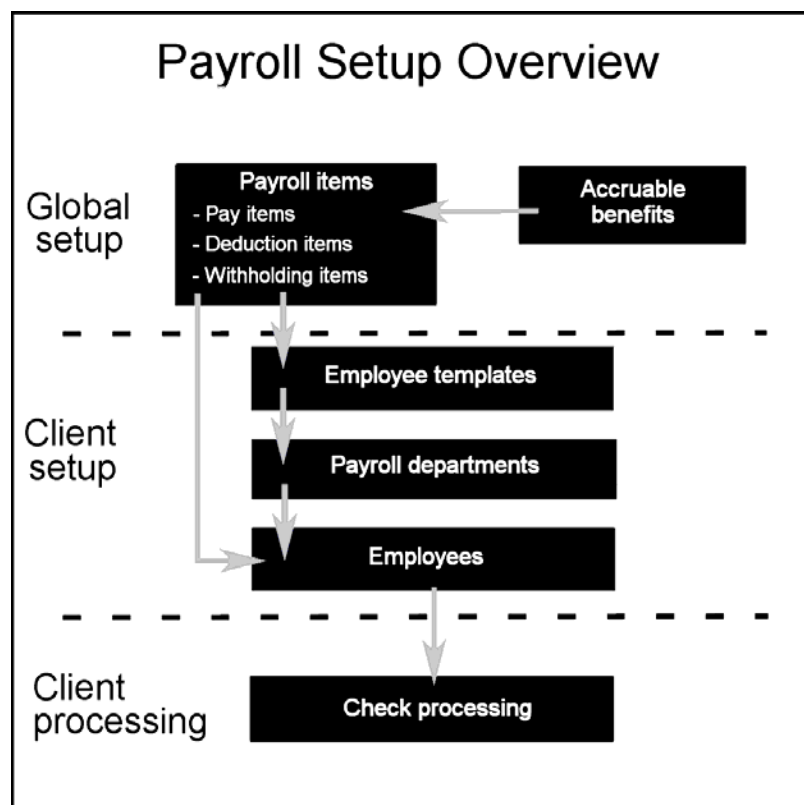 Payroll Setup Overview
Global
setup
Payroll items
- Pay items
- Deduction items
- Withholding items
Accruable
benefits
Client
setup
Employee templates
Payroll departments
Employees
Client
processing
Check processing